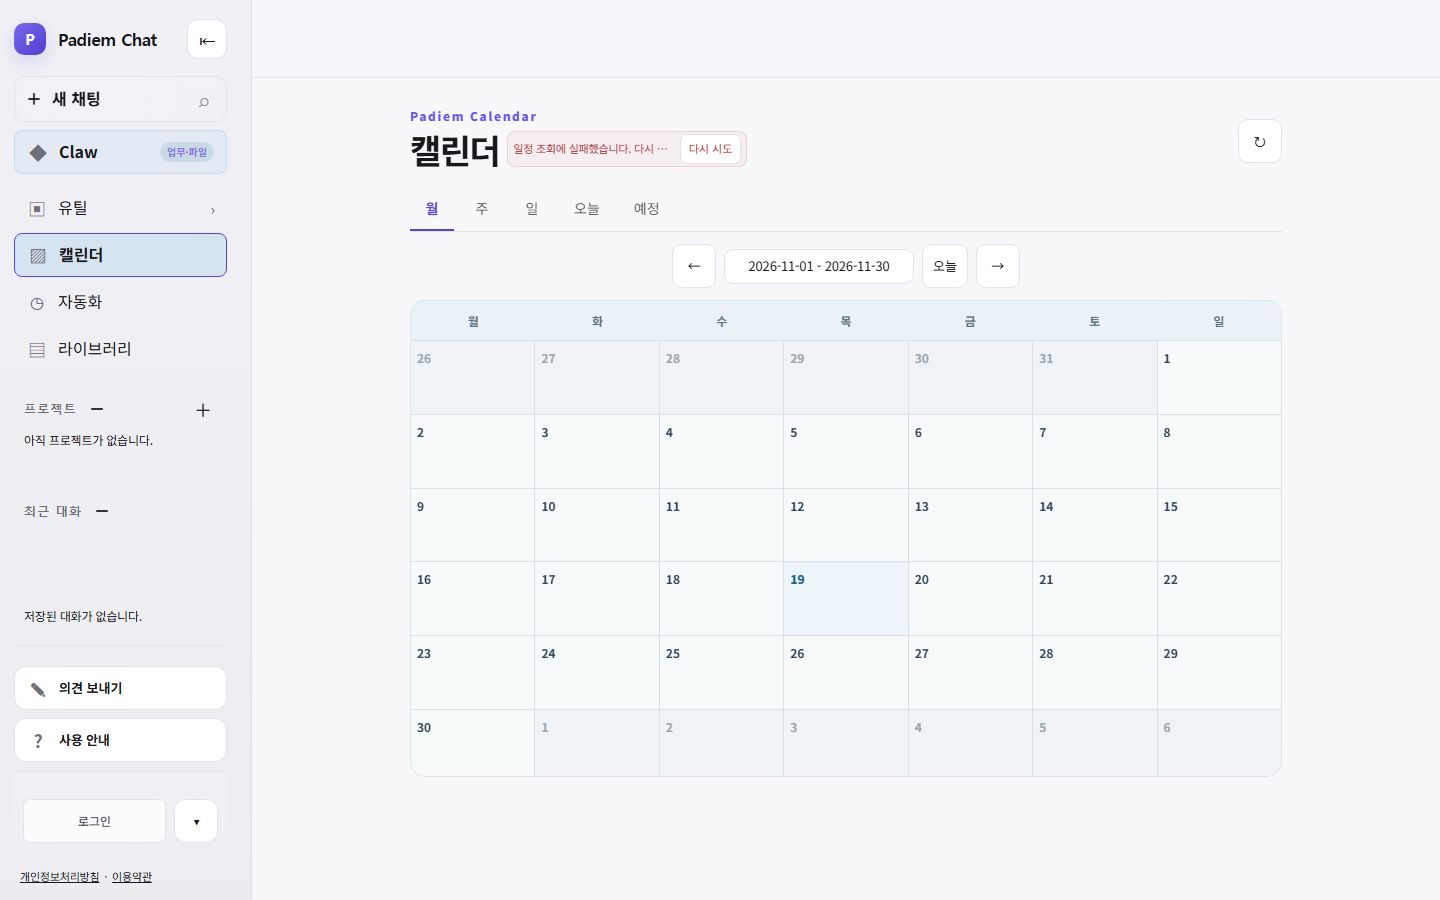 P Padiem Chat
+ 새 채팅
Claw 업무·파일
유틸
캘린더
자동화
라이브러리
프로젝트
아직 프로젝트가 없습니다.
최근 대화
저장된 대화가 없습니다.
의견 보내기
? 사용 안내
로그인
개인정보처리방침 · 이용약관
Padiem Calendar
캘린더 일정 조회에 실패했습니다. 다시 … 다시 시도
월 주 일 오늘 예정
← 2026-11-01 - 2026-11-30 오늘 →
월 화 수 목 금 토 일
26 27 28 29 30 31 1
2 3 4 5 6 7 8
9 10 11 12 13 14 15
16 17 18 19 20 21 22
23 24 25 26 27 28 29
30 1 2 3 4 5 6